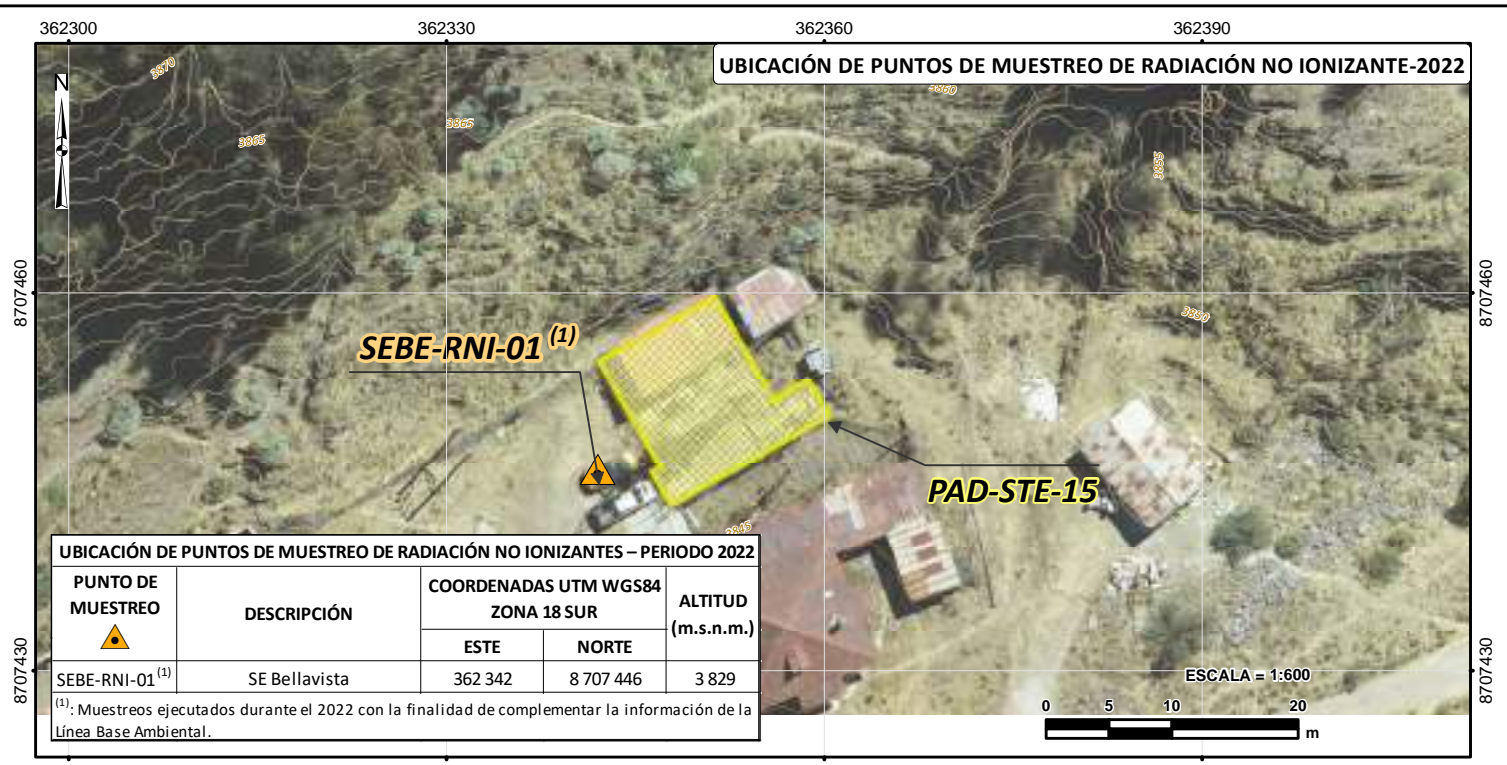 362300 362330 362360 362390
UBICACIÓN DE PUNTOS DE MUESTREO DE RADIACIÓN NO IONIZANTE-2022
N
3870
3860
3865
3865
3855
8707460
8707460
3850
SEBE-RNI-01 (1)
PAD-STE-15
3845
UBICACIÓN DE PUNTOS DE MUESTREO DE RADIACIÓN NO IONIZANTES – PERIODO 2022
PUNTO DE
MUESTREO
DESCRIPCIÓN
COORDENADAS UTM WGS84
ZONA 18 SUR
ALTITUD
(m.s.n.m.)
ESTE NORTE
SEBE-RNI-01 (1) SE Bellavista 362 342 8 707 446 3 829
(1): Muestreos ejecutados durante el 2022 con la finalidad de complementar la información de la
Línea Base Ambiental.
8707430
8707430
ESCALA = 1:600
0 5 10 20
m